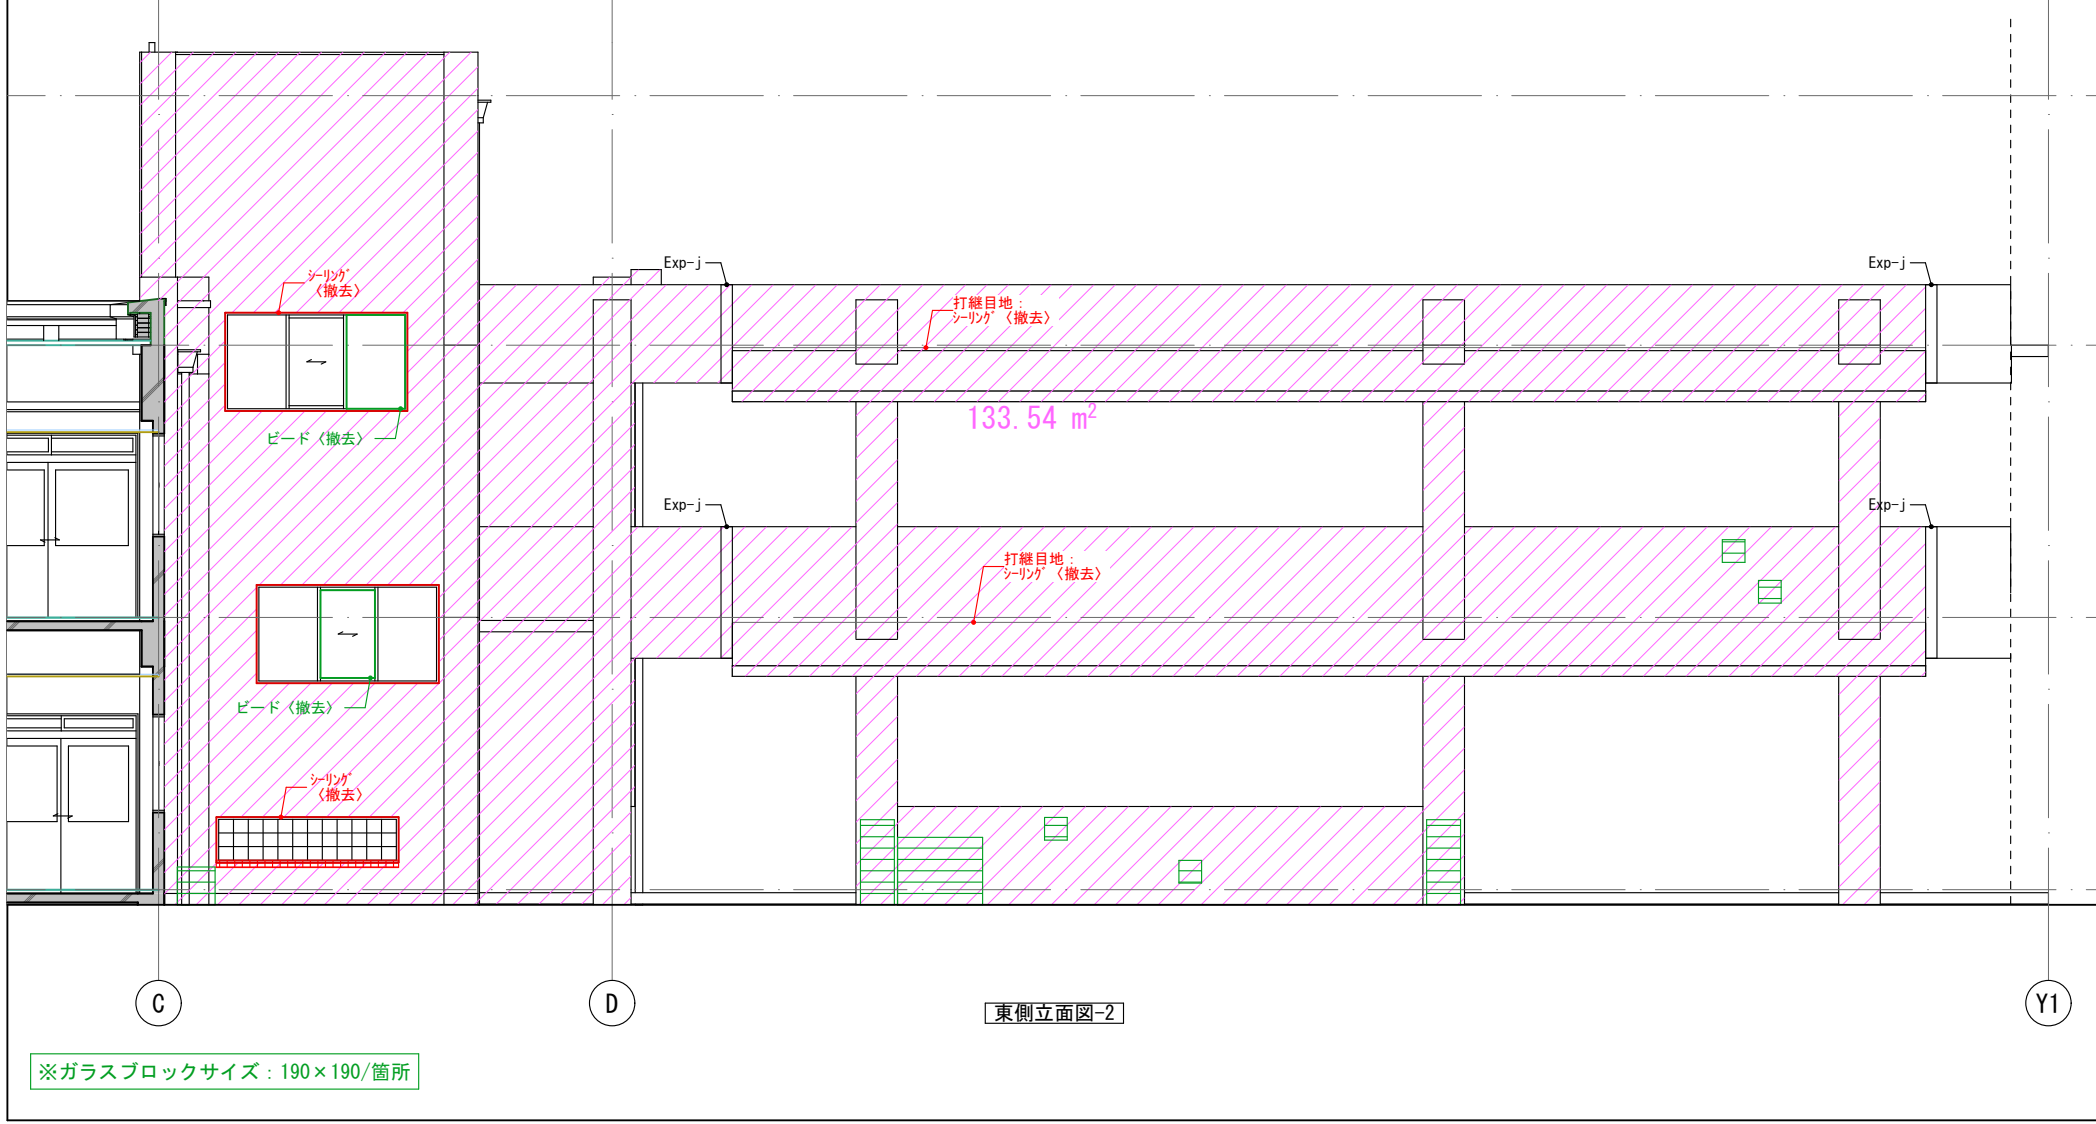 Exp-j
Exp-j
シーリング
〈撤去〉
打継目地：
シーリング〈撤去〉
133.54 m²
ビード〈撤去〉
Exp-j
Exp-j
打継目地：
シーリング〈撤去〉
ビード〈撤去〉
シーリング
〈撤去〉
C
D
東側立面図-2
Y1
※ガラスブロックサイズ：190×190/箇所